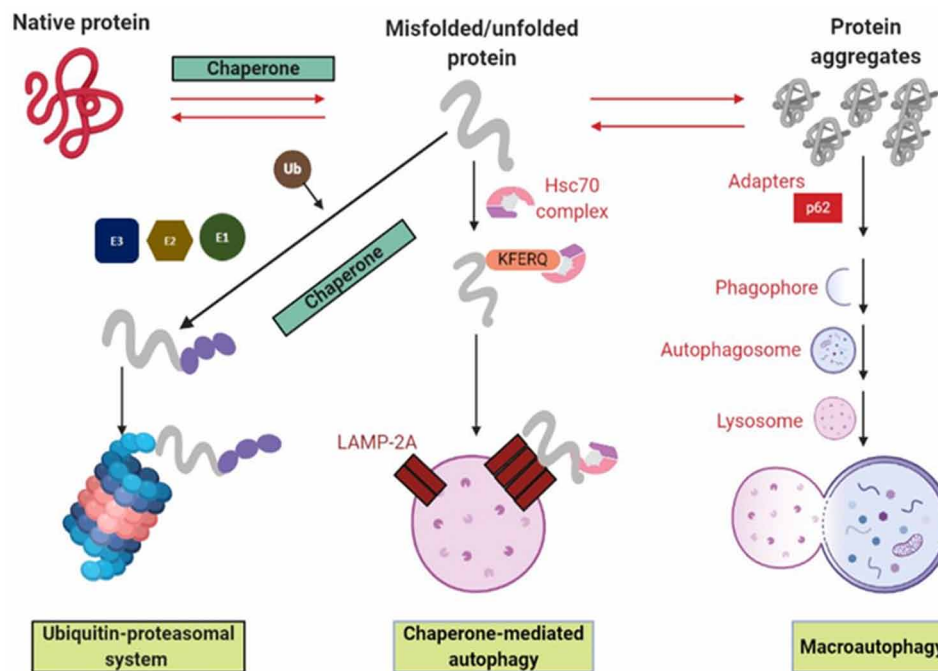 Native protein
Chaperone
Misfolded/unfolded
protein
Protein
aggregates
Ub
E3
E2
E1
Chaperone
Hsc70
complex
KFERQ
Adapters
p62
Phagophore
Autophagosome
Lysosome
LAMP-2A
Ubiquitin-proteasomal
system
Chaperone-mediated
autophagy
Macroautophagy